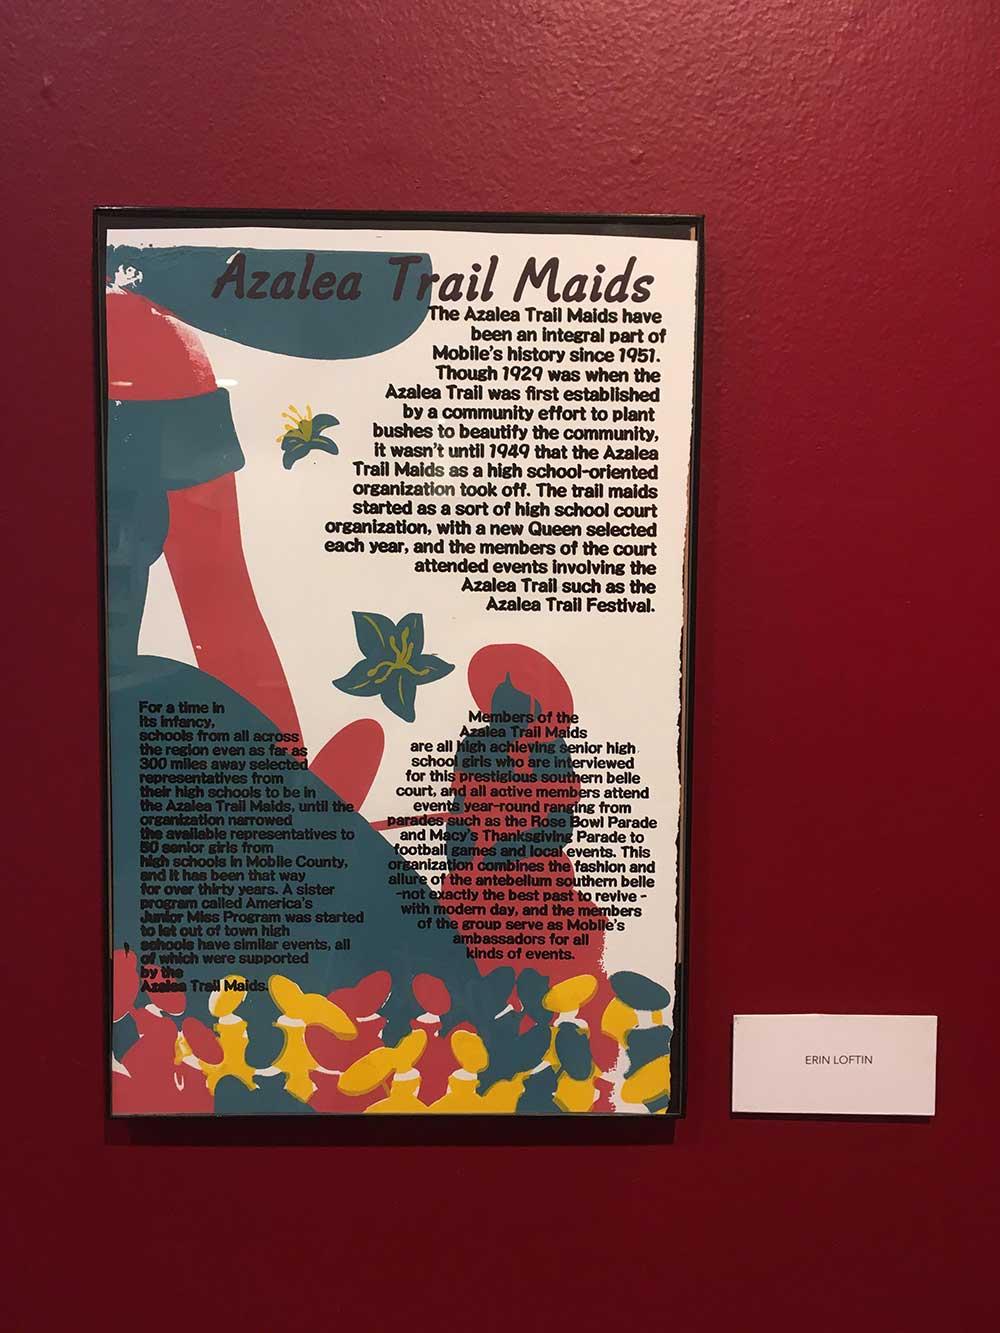 Azalea Trail Maids
The Azalea Trail Maids have
been an integral part of
Mobile's history since 1951.
Though 1929 was when the
Azalea Trail was first established
by a community effort to plant
bushes to beautify the community,
it wasn't until 1949 that the Azalea
Trail Maids as a high school-oriented
organization took off. The trail maids
started as a sort of high school court
organization, with a new Queen selected
each year, and the members of the court
attended events involving the
Azalea Trail such as the
Azalea Trail Festival.
For a time in
its infancy,
schools from all across
the region even as far as
300 miles away selected
representatives from
their high schools to be in
the Azalea Trail Maids, until the
organization narrowed
the available representatives to
50 senior girls from
high schools in Mobile County,
and it has been that way
for over thirty years. A sister
program called America's
Junior Miss Program was started
to let out of town high
schools have similar events, all
of which were supported
by the
Azalea Trail Maids.
Members of the
Azalea Trail Maids
are all high achieving senior high
school girls who are interviewed
for this prestigious southern belle
court, and all active members attend
events year-round ranging from
parades such as the Rose Bowl Parade
and Macy's Thanksgiving Parade to
football games and local events. This
organization combines the fashion and
allure of the antebellum southern belle
-not exactly the best past to revive -
with modern day, and the members
of the group serve as Mobile's
ambassadors for all
kinds of events.
ERIN LOFTIN